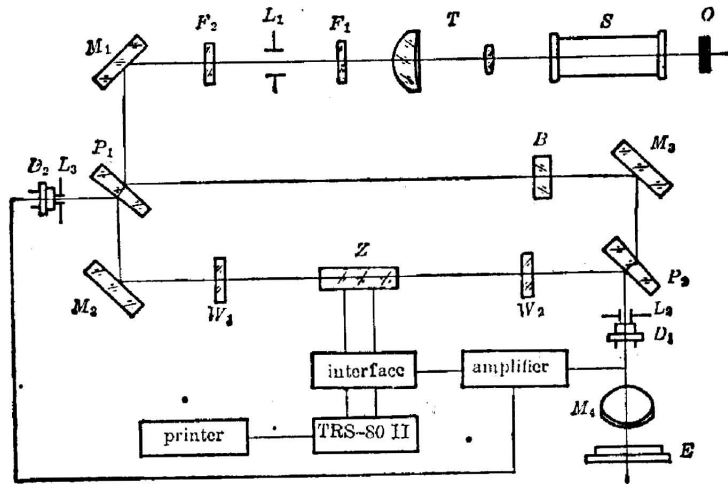 M₁ F₂ L₁ F₁ T S O
D₂ L₃ P₁ B M₃
M₂ W₁ Z W₂ P₂
L₂
D₁
interface amplifier
M₄
printer TRS-80 II
E